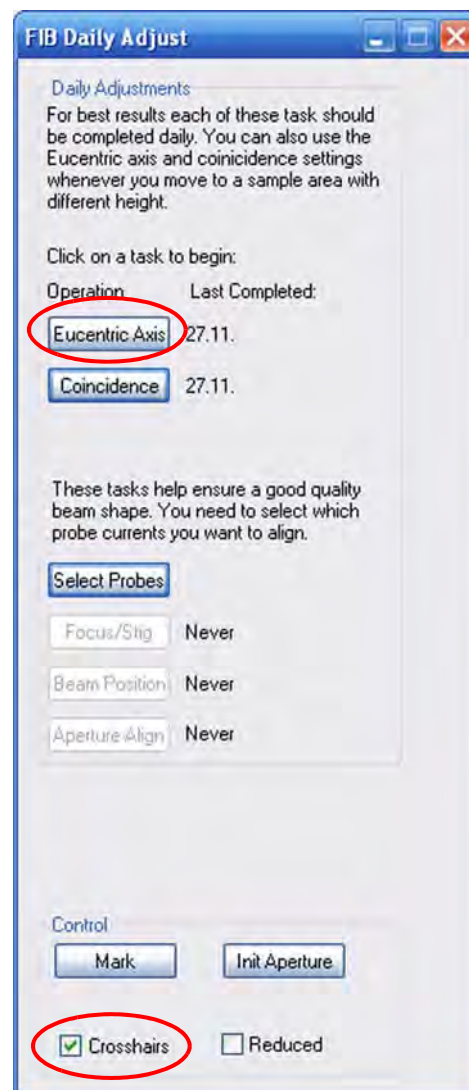 FIB Daily Adjust
Daily Adjustments
For best results each of these task should
be completed daily. You can also use the
Eucentric axis and coinicidence settings
whenever you move to a sample area with
different height.
Click on a task to begin:
Operation Last Completed:
Eucentric Axis 27.11.
Coincidence 27.11.
These tasks help ensure a good quality
beam shape. You need to select which
probe currents you want to align.
Select Probes
Focus/Stig Never
Beam Position Never
Aperture Align Never
Control
Mark Init Aperture
Crosshairs Reduced